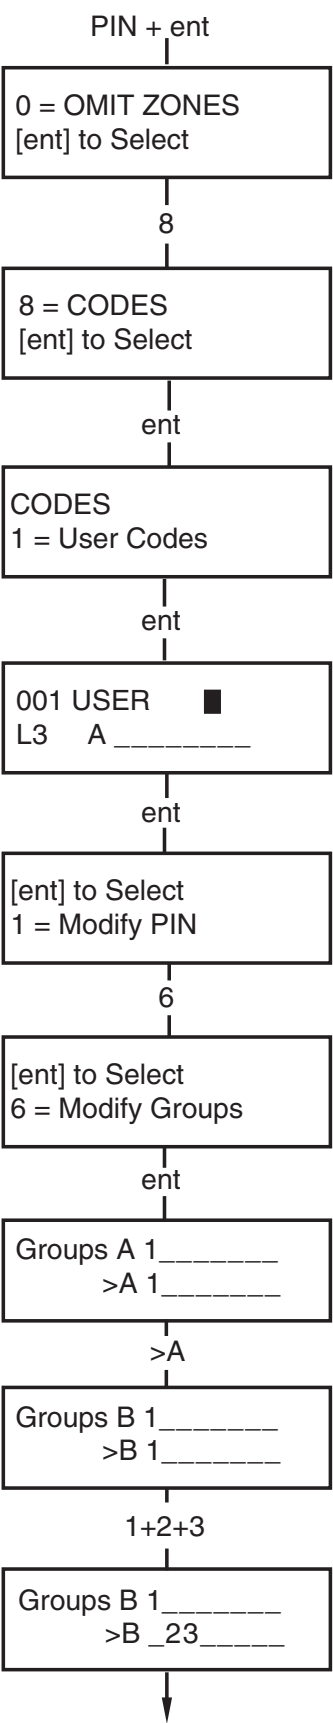 PIN + ent
0 = OMIT ZONES
[ent] to Select
8
8 = CODES
[ent] to Select
ent
CODES
1 = User Codes
ent
001 USER █
L3 A ________
ent
[ent] to Select
1 = Modify PIN
6
[ent] to Select
6 = Modify Groups
ent
Groups A 1_______
>A 1_______
>A
Groups B 1_______
>B 1_______
1+2+3
Groups B 1_______
>B _23_____